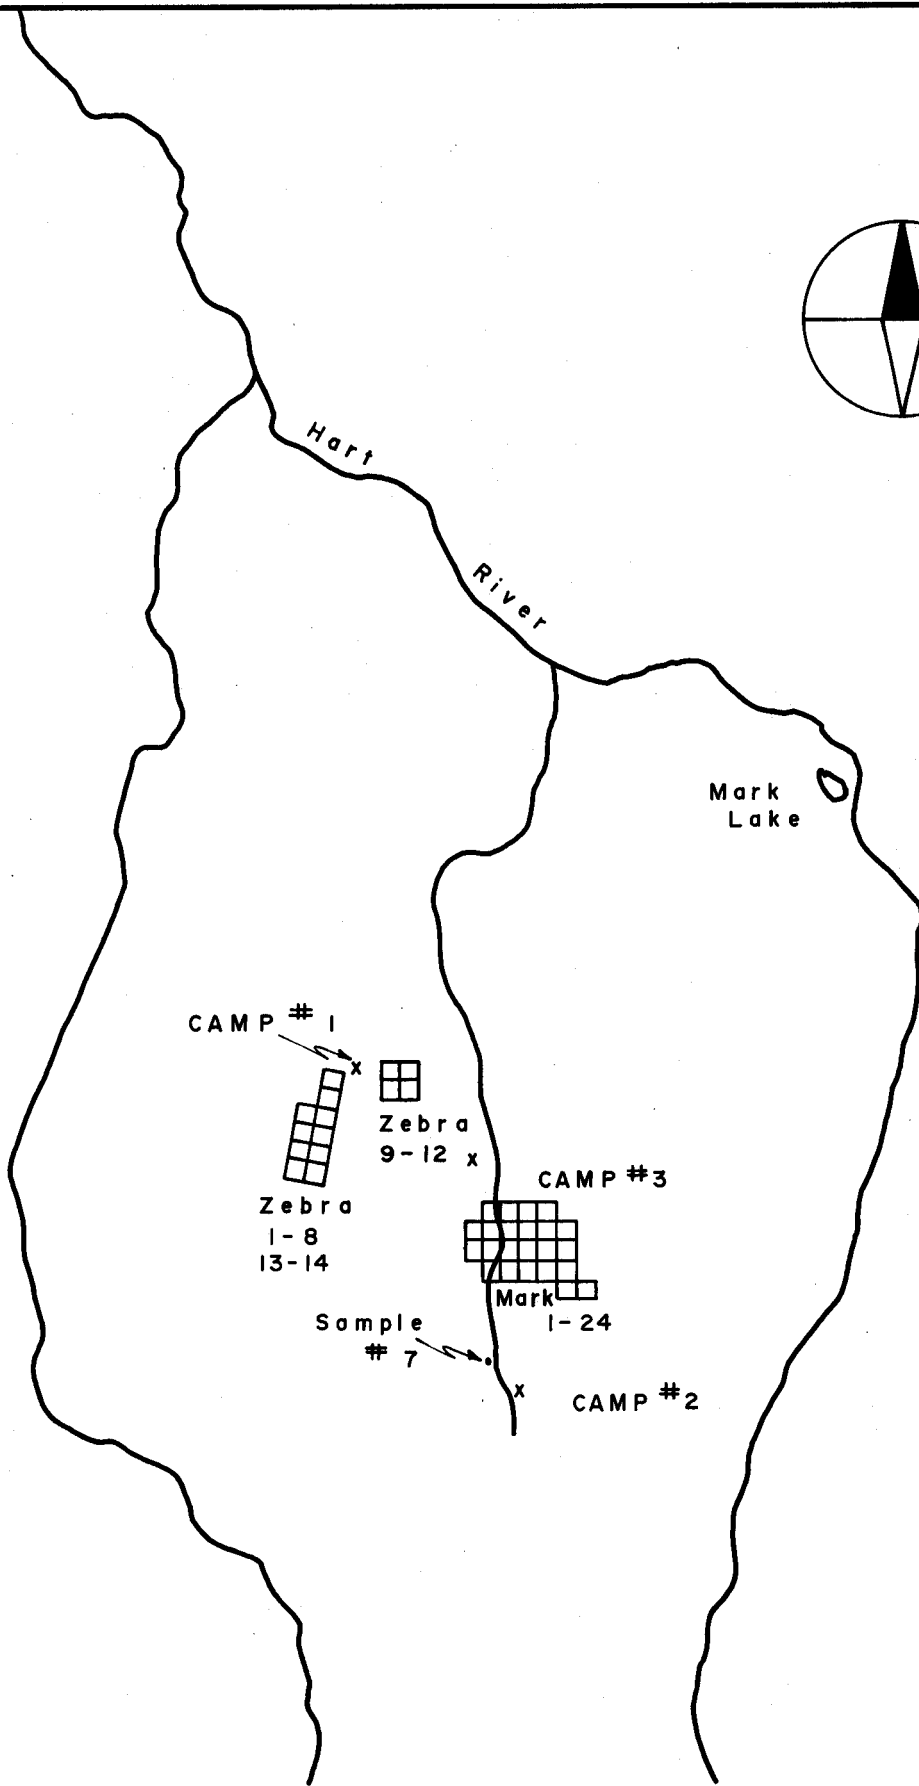 Hart
River
Mark
Lake
CAMP # 1
x
Zebra
9-12 x
CAMP #3
Zebra
1-8
13-14
Mark
1-24
Sample
# 7
x
CAMP #2